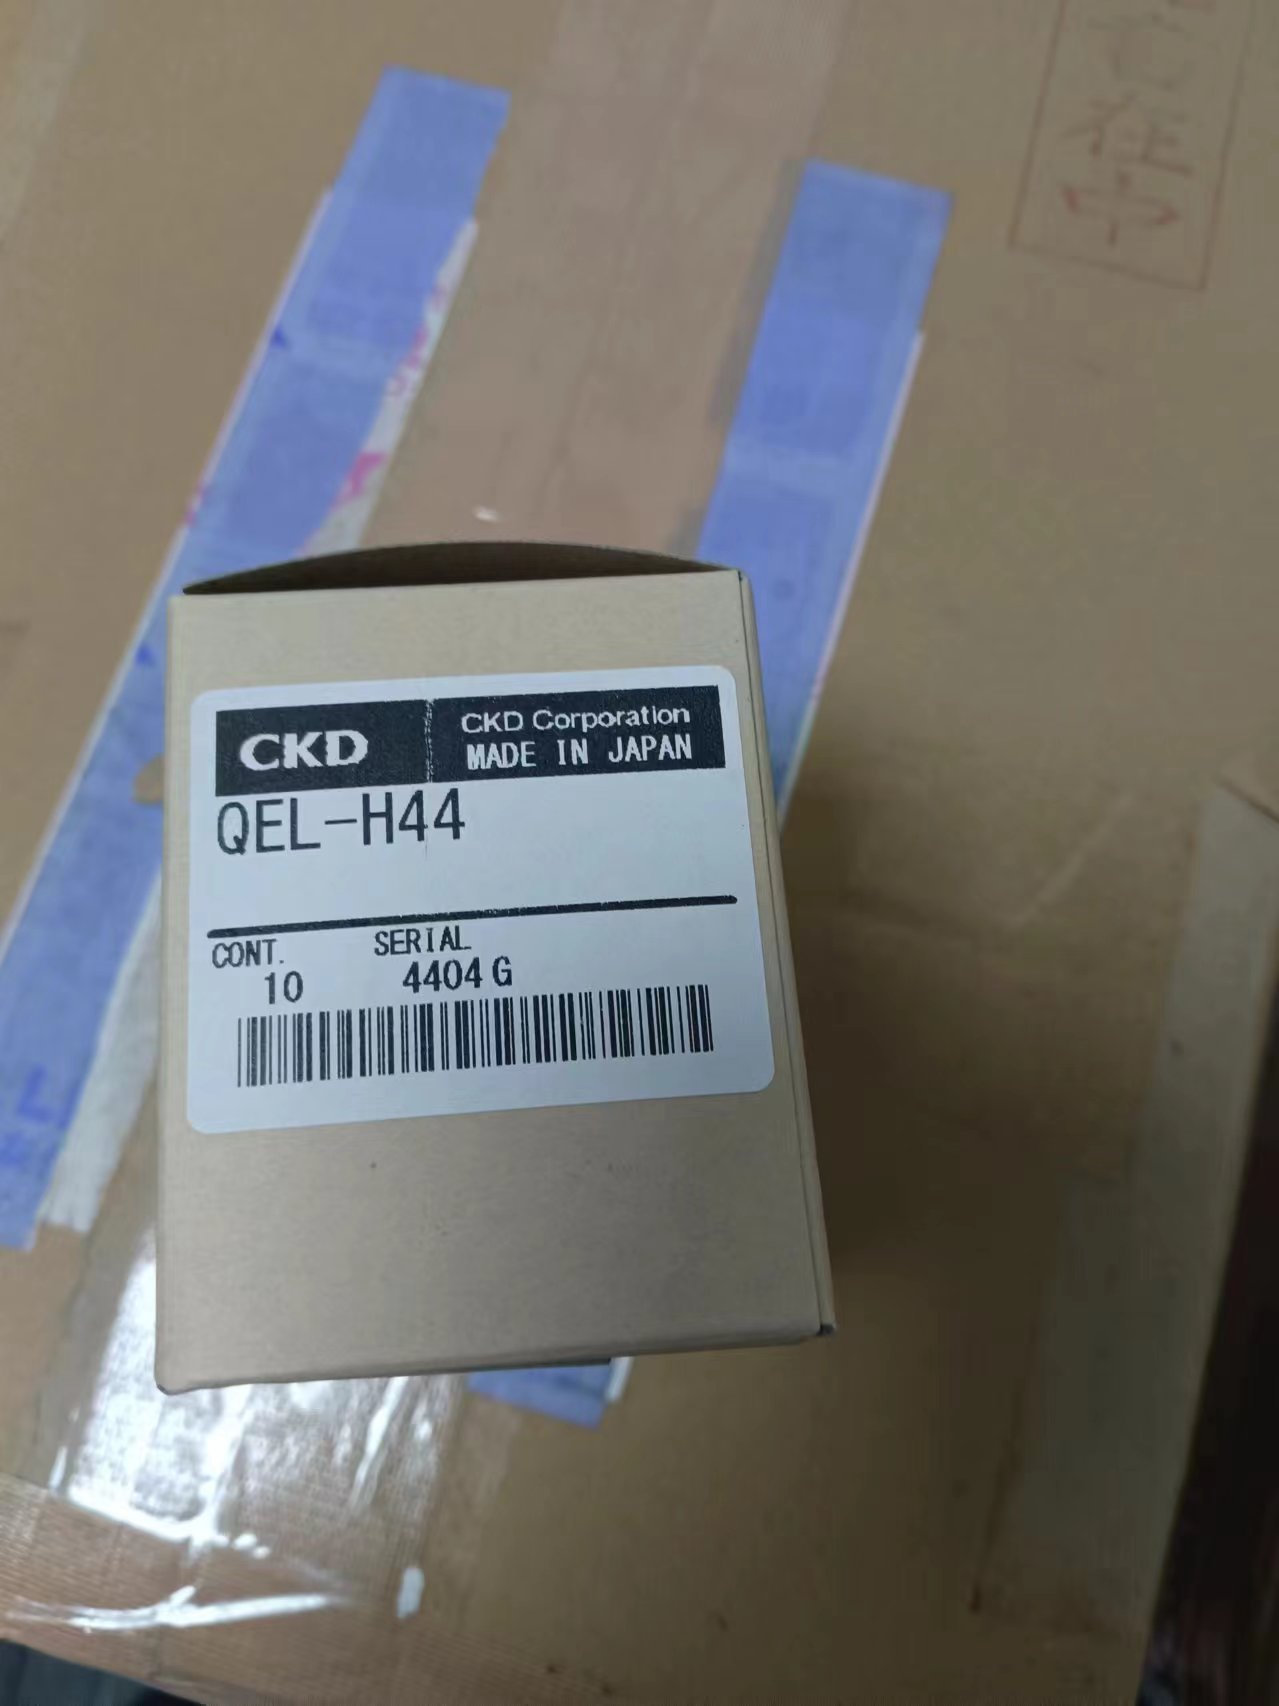 CKD
CKD Corporation
MADE IN JAPAN
QEL-H44
CONT. SERIAL
10 4404 G